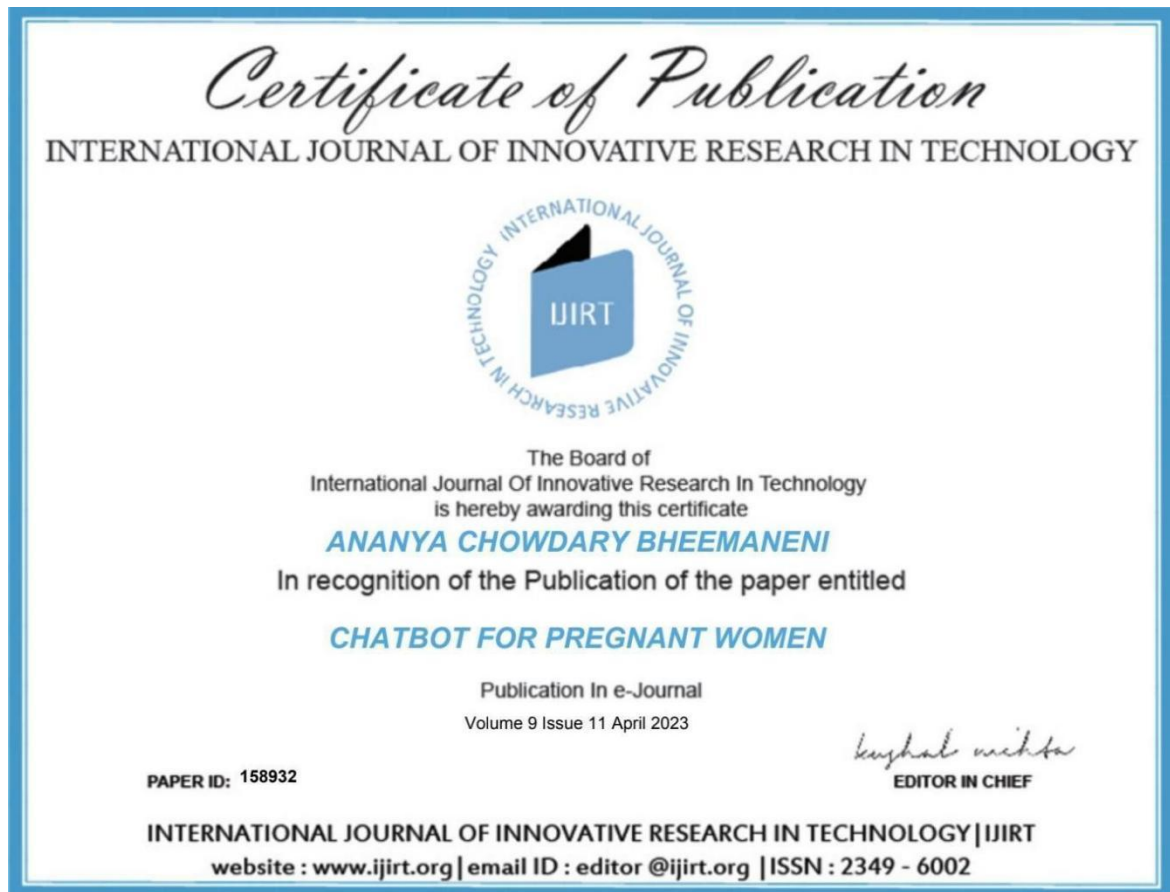 Certificate of Publication
INTERNATIONAL JOURNAL OF INNOVATIVE RESEARCH IN TECHNOLOGY
INTERNATIONAL JOURNAL OF INNOVATIVE RESEARCH IN TECHNOLOGY
IJIRT
The Board of
International Journal Of Innovative Research In Technology
is hereby awarding this certificate
ANANYA CHOWDARY BHEEMANENI
In recognition of the Publication of the paper entitled
CHATBOT FOR PREGNANT WOMEN
Publication In e-Journal
Volume 9 Issue 11 April 2023
PAPER ID: 158932
EDITOR IN CHIEF
INTERNATIONAL JOURNAL OF INNOVATIVE RESEARCH IN TECHNOLOGY|IJIRT
website : www.ijirt.org|email ID : editor @ijirt.org |ISSN : 2349 - 6002